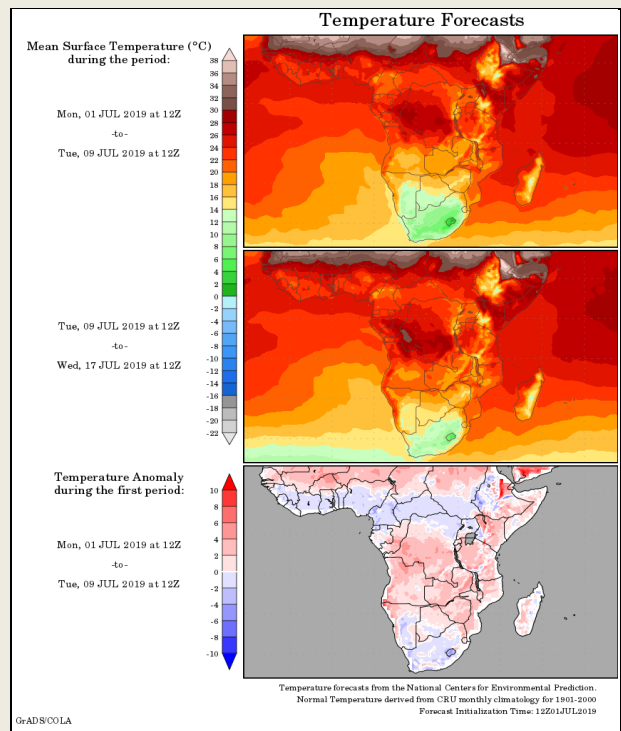 Temperature Forecasts
Mean Surface Temperature (°C)
during the period:
38
36
34
32
30
28
26
24
22
20
18
16
14
12
10
8
6
4
2
0
-2
-4
-6
-8
-10
-12
-14
-16
-18
-20
-22
Mon, 01 JUL 2019 at 12Z
-to-
Tue, 09 JUL 2019 at 12Z
Tue, 09 JUL 2019 at 12Z
-to-
Wed, 17 JUL 2019 at 12Z
Temperature Anomaly
during the first period:
10
8
6
4
2
0
-2
-4
-6
-8
-10
Mon, 01 JUL 2019 at 12Z
-to-
Tue, 09 JUL 2019 at 12Z
Temperature forecasts from the National Centers for Environmental Prediction.
Normal Temperature derived from CRU monthly climatology for 1901-2000
Forecast Initialization Time: 12Z01JUL2019
GrADS/COLA